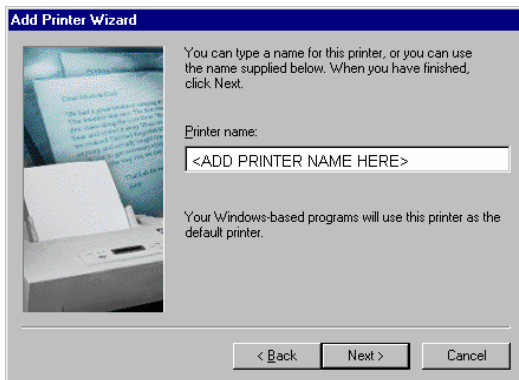 Add Printer Wizard
You can type a name for this printer, or you can use
the name supplied below. When you have finished,
click Next.
Printer name:
<ADD PRINTER NAME HERE>
Your Windows-based programs will use this printer as the
default printer.
< Back
Next >
Cancel